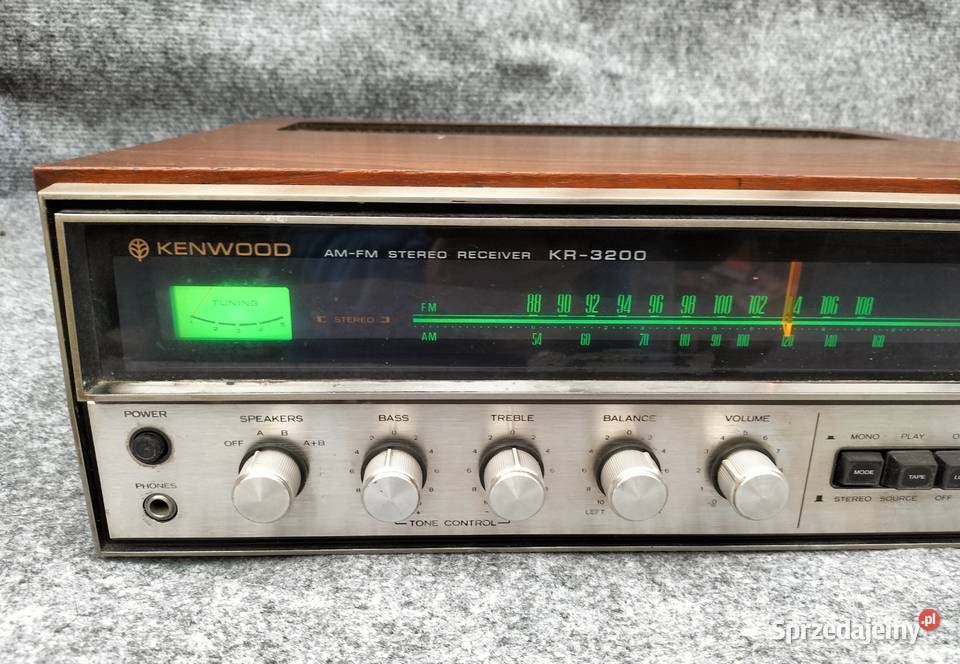 KENWOOD AM-FM STEREO RECEIVER KR-3200
TUNING
STEREO
FM 88 90 92 94 96 98 100 102 106 108
AM 54 60 70 80 90 100 120 140 160
POWER
SPEAKERS
OFF A B A+B
BASS
TREBLE
BALANCE
VOLUME
MONO PLAY
MODE TAPE
STEREO SOURCE OFF
PHONES
LEFT
TONE CONTROL
Sprzedajemy.pl